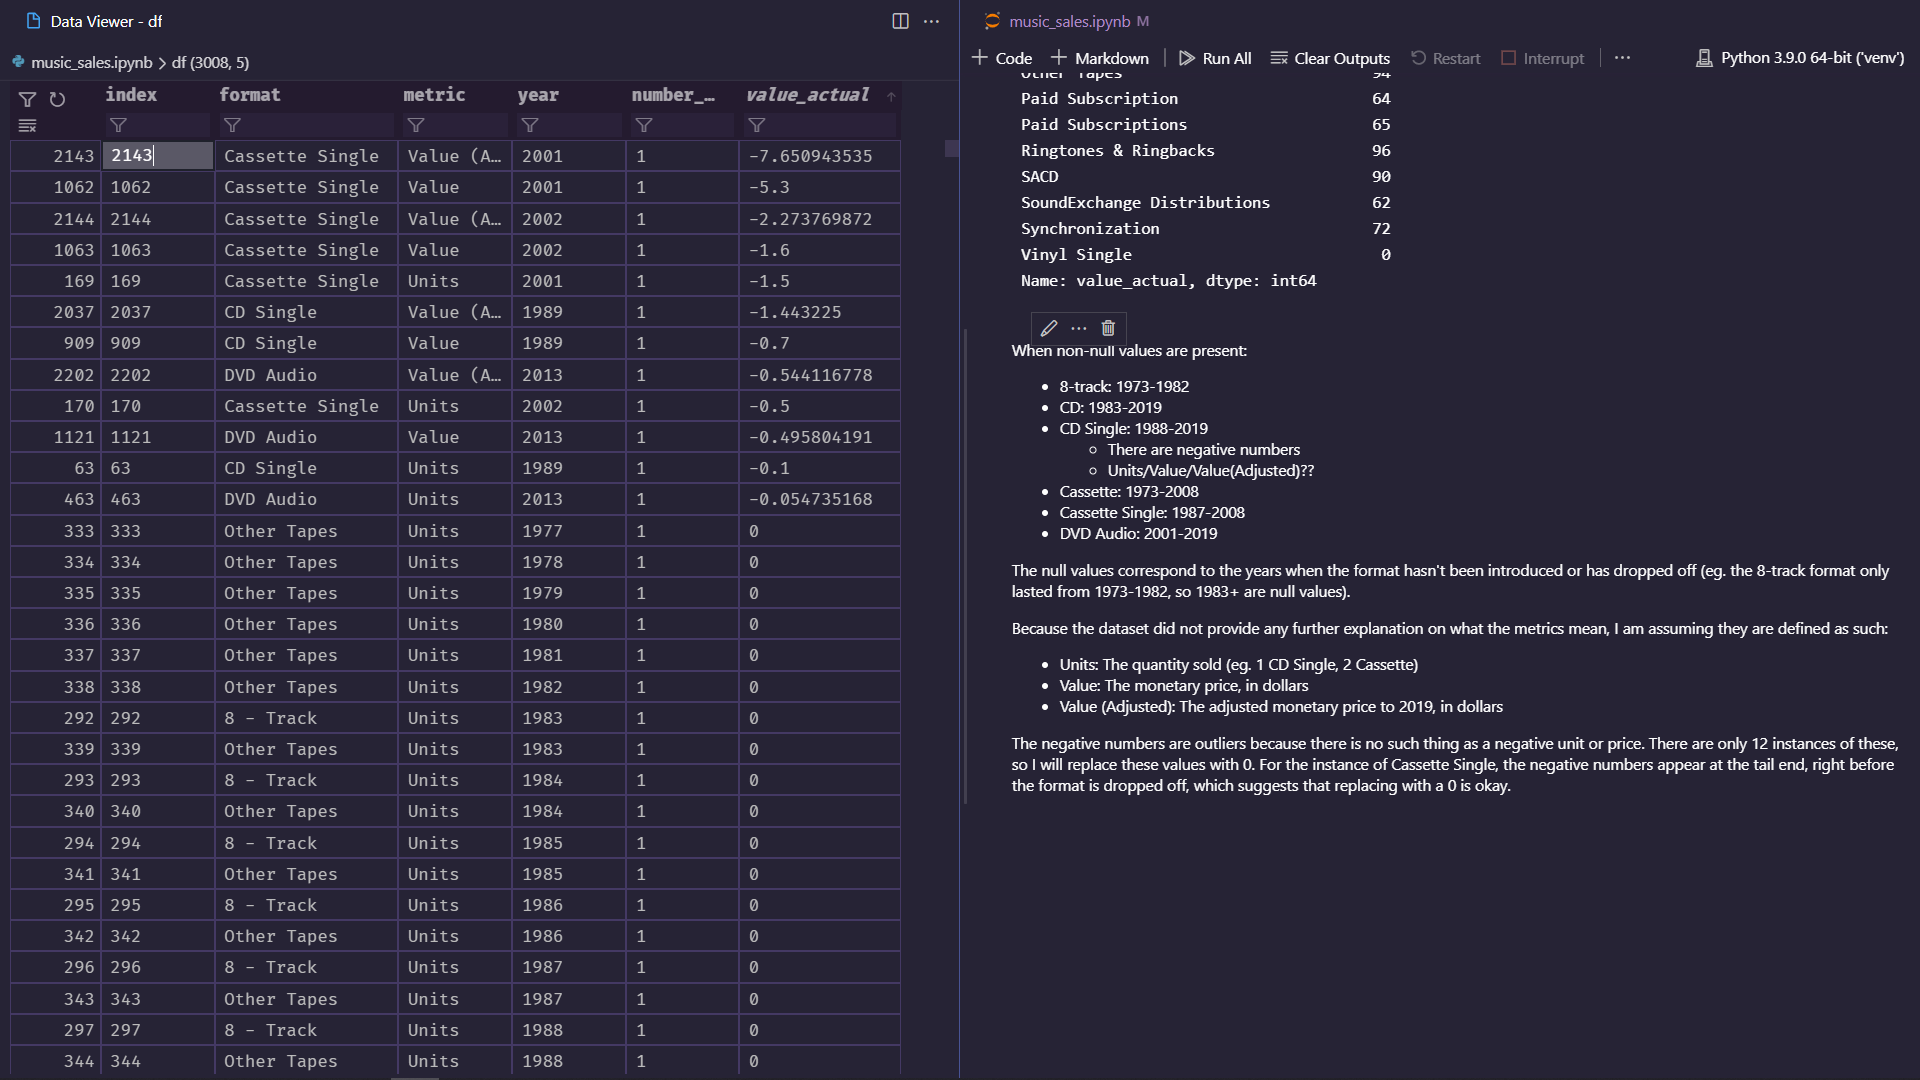 Data Viewer - df
music_sales.ipynb > df (3008, 5)
index format metric year number_… value_actual
2143 2143 Cassette Single Value (A… 2001 1 -7.650943535
1062 1062 Cassette Single Value 2001 1 -5.3
2144 2144 Cassette Single Value (A… 2002 1 -2.273769872
1063 1063 Cassette Single Value 2002 1 -1.6
169 169 Cassette Single Units 2001 1 -1.5
2037 2037 CD Single Value (A… 1989 1 -1.443225
909 909 CD Single Value 1989 1 -0.7
2202 2202 DVD Audio Value (A… 2013 1 -0.544116778
170 170 Cassette Single Units 2002 1 -0.5
1121 1121 DVD Audio Value 2013 1 -0.495804191
63 63 CD Single Units 1989 1 -0.1
463 463 DVD Audio Units 2013 1 -0.054735168
333 333 Other Tapes Units 1977 1 0
334 334 Other Tapes Units 1978 1 0
335 335 Other Tapes Units 1979 1 0
336 336 Other Tapes Units 1980 1 0
337 337 Other Tapes Units 1981 1 0
338 338 Other Tapes Units 1982 1 0
292 292 8 - Track Units 1983 1 0
339 339 Other Tapes Units 1983 1 0
293 293 8 - Track Units 1984 1 0
340 340 Other Tapes Units 1984 1 0
294 294 8 - Track Units 1985 1 0
341 341 Other Tapes Units 1985 1 0
295 295 8 - Track Units 1986 1 0
342 342 Other Tapes Units 1986 1 0
296 296 8 - Track Units 1987 1 0
343 343 Other Tapes Units 1987 1 0
297 297 8 - Track Units 1988 1 0
344 344 Other Tapes Units 1988 1 0
music_sales.ipynb M
Code Markdown Run All Clear Outputs Restart Interrupt Python 3.9.0 64-bit ('venv')
Other Tapes 94
Paid Subscription 64
Paid Subscriptions 65
Ringtones & Ringbacks 96
SACD 90
SoundExchange Distributions 62
Synchronization 72
Vinyl Single 0
Name: value_actual, dtype: int64
When non-null values are present:
• 8-track: 1973-1982
• CD: 1983-2019
• CD Single: 1988-2019
◦ There are negative numbers
◦ Units/Value/Value(Adjusted)??
• Cassette: 1973-2008
• Cassette Single: 1987-2008
• DVD Audio: 2001-2019
The null values correspond to the years when the format hasn't been introduced or has dropped off (eg. the 8-track format only
lasted from 1973-1982, so 1983+ are null values).
Because the dataset did not provide any further explanation on what the metrics mean, I am assuming they are defined as such:
• Units: The quantity sold (eg. 1 CD Single, 2 Cassette)
• Value: The monetary price, in dollars
• Value (Adjusted): The adjusted monetary price to 2019, in dollars
The negative numbers are outliers because there is no such thing as a negative unit or price. There are only 12 instances of these,
so I will replace these values with 0. For the instance of Cassette Single, the negative numbers appear at the tail end, right before
the format is dropped off, which suggests that replacing with a 0 is okay.